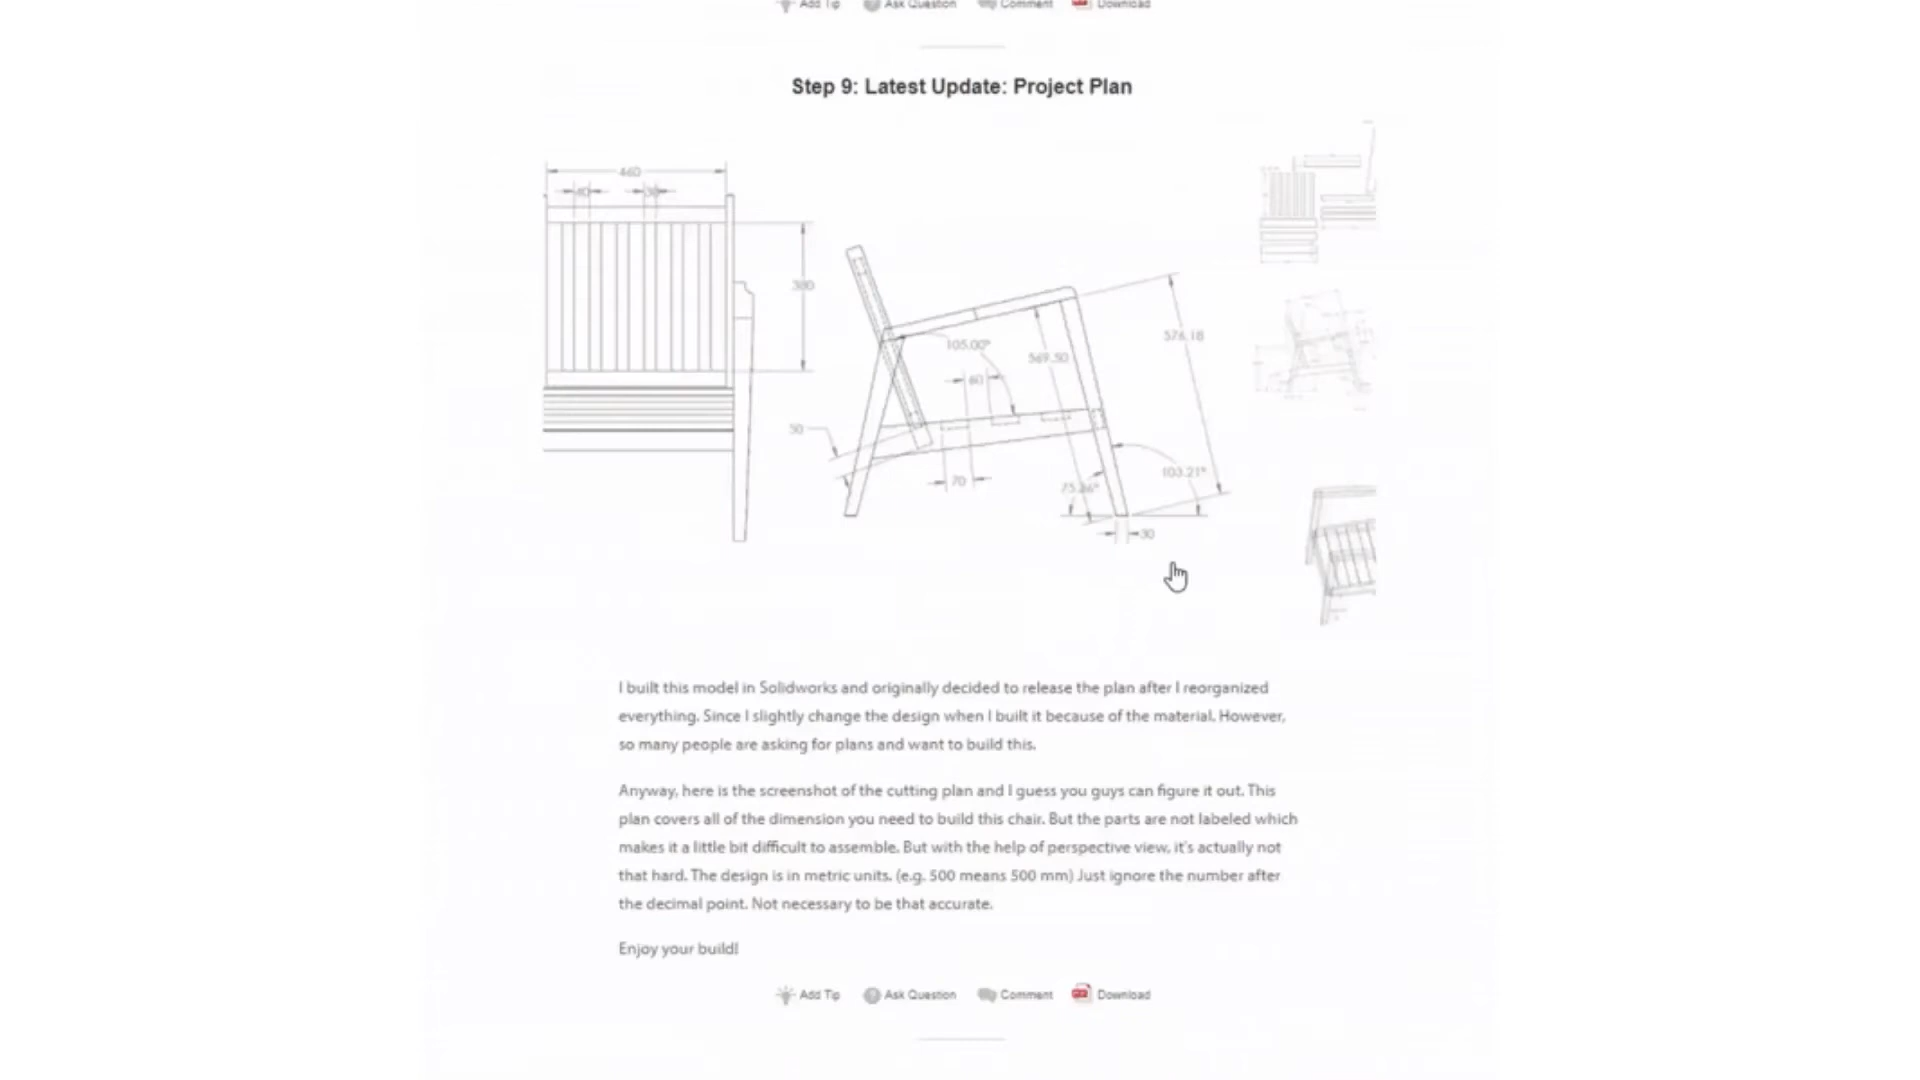 Add Tip Ask Question Comment Download
Step 9: Latest Update: Project Plan
460
40 30
380
105.00°
569.50
576.18
60
50
70
103.21°
30
I built this model in Solidworks and originally decided to release the plan after I reorganized
everything. Since I slightly change the design when I built it because of the material. However,
so many people are asking for plans and want to build this.
Anyway, here is the screenshot of the cutting plan and I guess you guys can figure it out. This
plan covers all of the dimension you need to build this chair. But the parts are not labeled which
makes it a little bit difficult to assemble. But with the help of perspective view, it's actually not
that hard. The design is in metric units. (e.g. 500 means 500 mm) Just ignore the number after
the decimal point. Not necessary to be that accurate.
Enjoy your build!
Add Tip Ask Question Comment Download